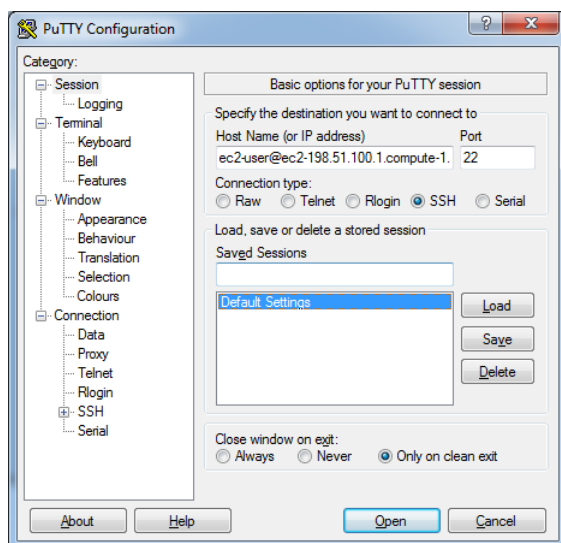 PuTTY Configuration
Category:
Session
Logging
Terminal
Keyboard
Bell
Features
Window
Appearance
Behaviour
Translation
Selection
Colours
Connection
Data
Proxy
Telnet
Rlogin
SSH
Serial
Basic options for your PuTTY session
Specify the destination you want to connect to
Host Name (or IP address) Port
ec2-user@ec2-198.51.100.1.compute-1. 22
Connection type:
Raw Telnet Rlogin SSH Serial
Load, save or delete a stored session
Saved Sessions
Default Settings
Load
Save
Delete
Close window on exit:
Always Never Only on clean exit
About Help Open Cancel